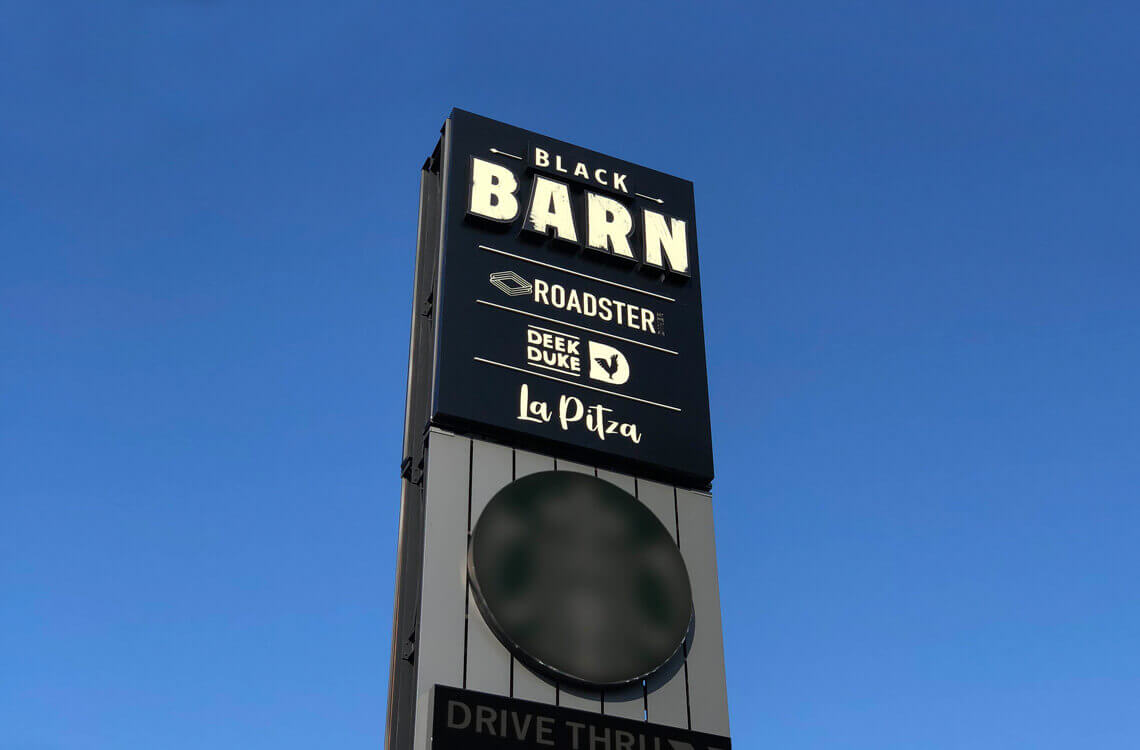 BLACK
BARN
ROADSTER
DEEK
DUKE
La Pitza
DRIVE THRU